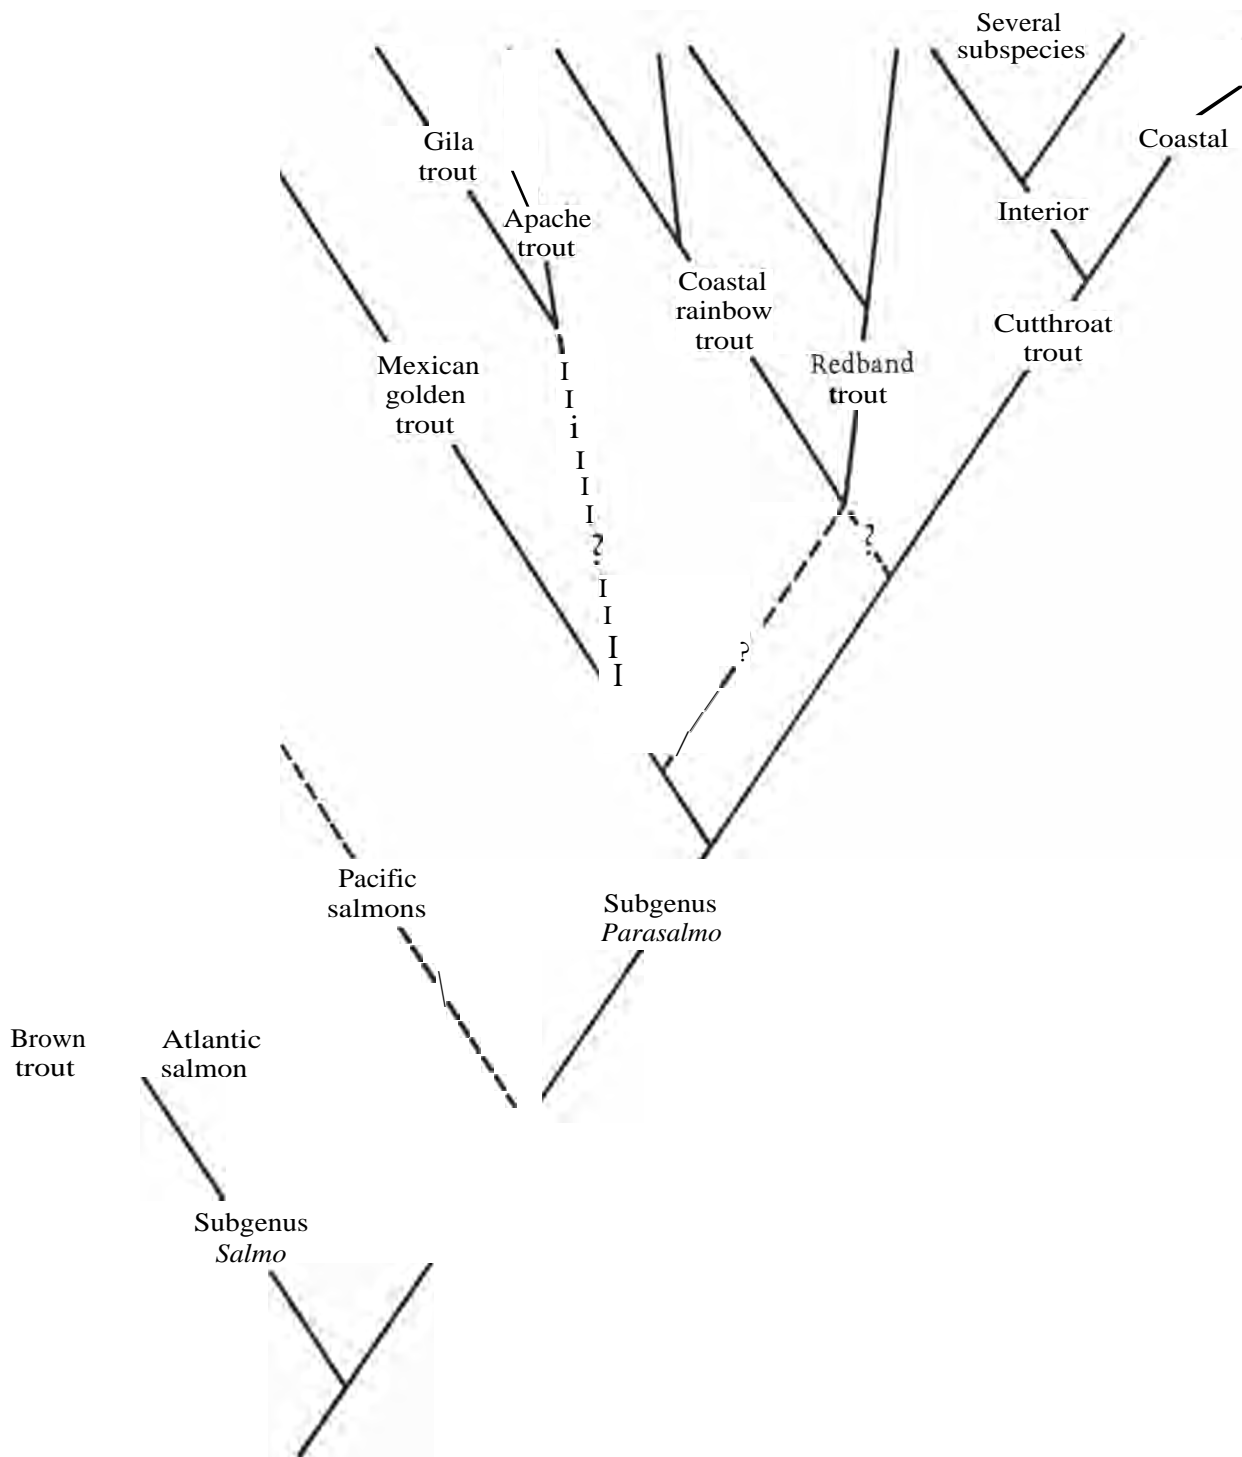 Several
subspecies
Coastal
Gila
trout
Interior
Apache
trout
Coastal
rainbow
trout
Cutthroat
trout
Mexican
golden
trout
Redband
trout
I
I
i
I
I
I
?
I
I
I
I
?
?
Pacific
salmons
Subgenus
Parasalmo
Brown
trout
Atlantic
salmon
Subgenus
Salmo